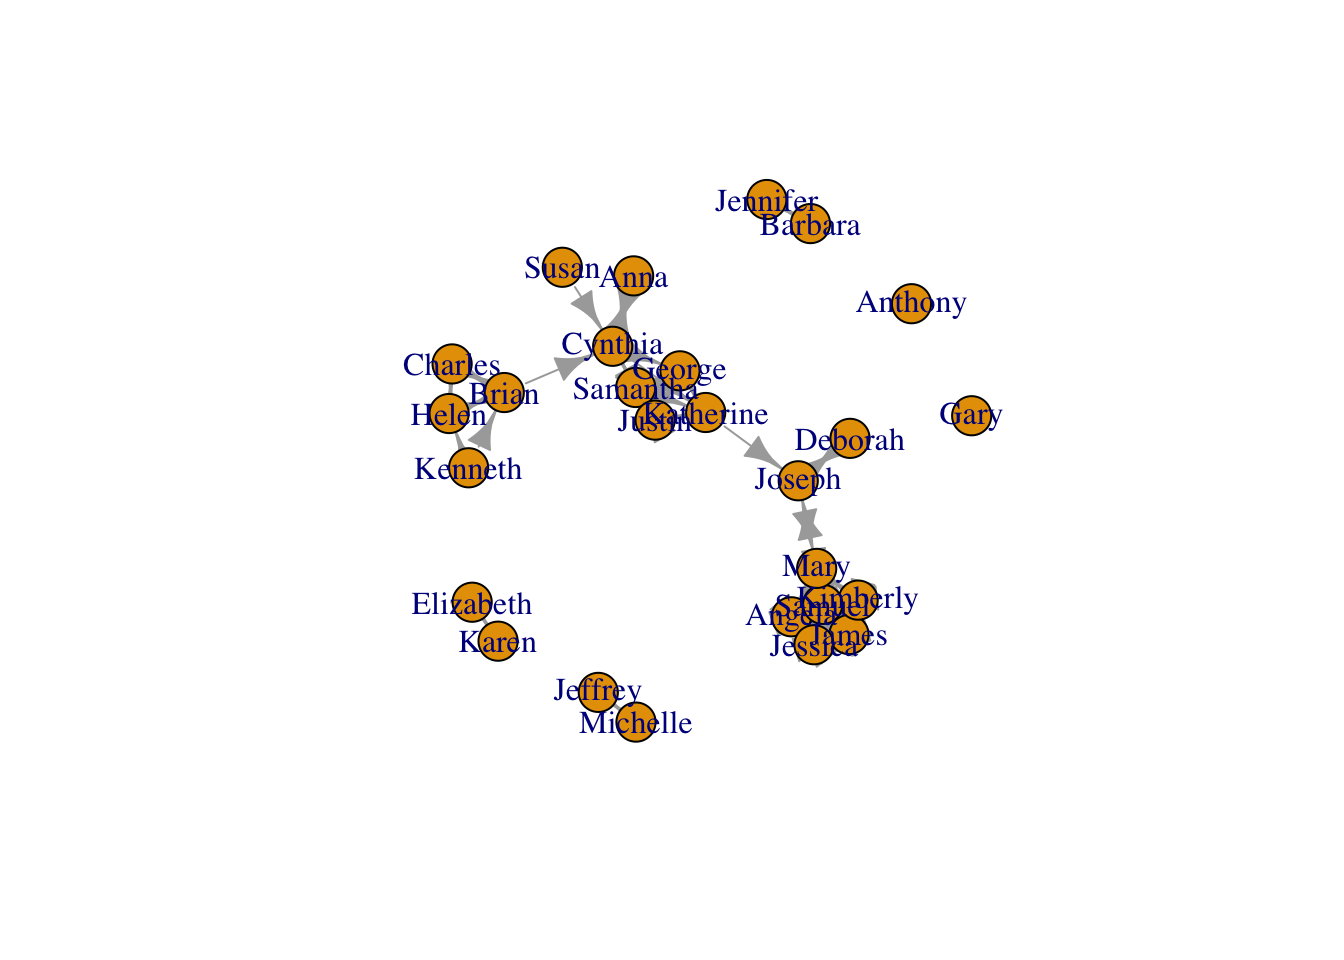 Jennifer
Barbara
Susan
Anna
Anthony
Cynthia
Charles
George
Brian
Samantha
Helen
Justin
Katherine
Gary
Deborah
Kenneth
Joseph
Mary
Kimberly
Elizabeth
Samuel
Angela
James
Karen
Jessica
Jeffrey
Michelle